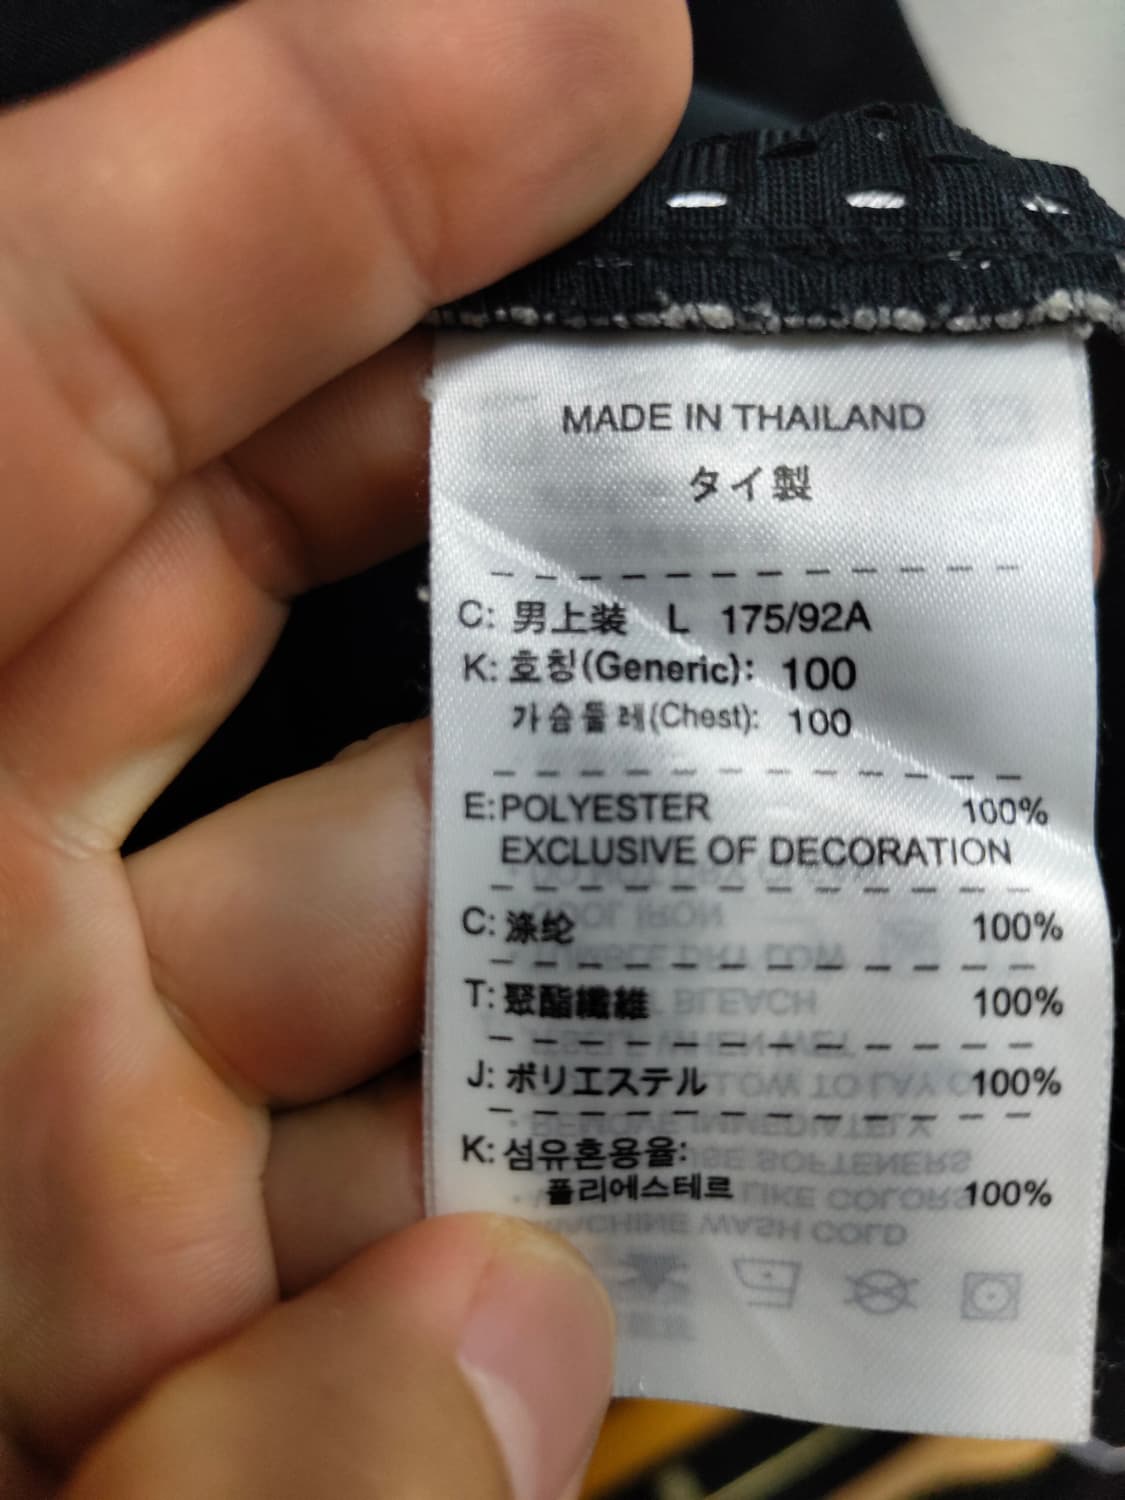 MADE IN THAILAND
タイ製
C: 男上装 L 175/92A
K: 호칭(Generic): 100
가슴둘레(Chest): 100
E: POLYESTER 100%
EXCLUSIVE OF DECORATION
C: 涤纶 100%
T: 聚酯纖維 100%
J: ポリエステル 100%
K: 섬유혼용율:
폴리에스테르 100%